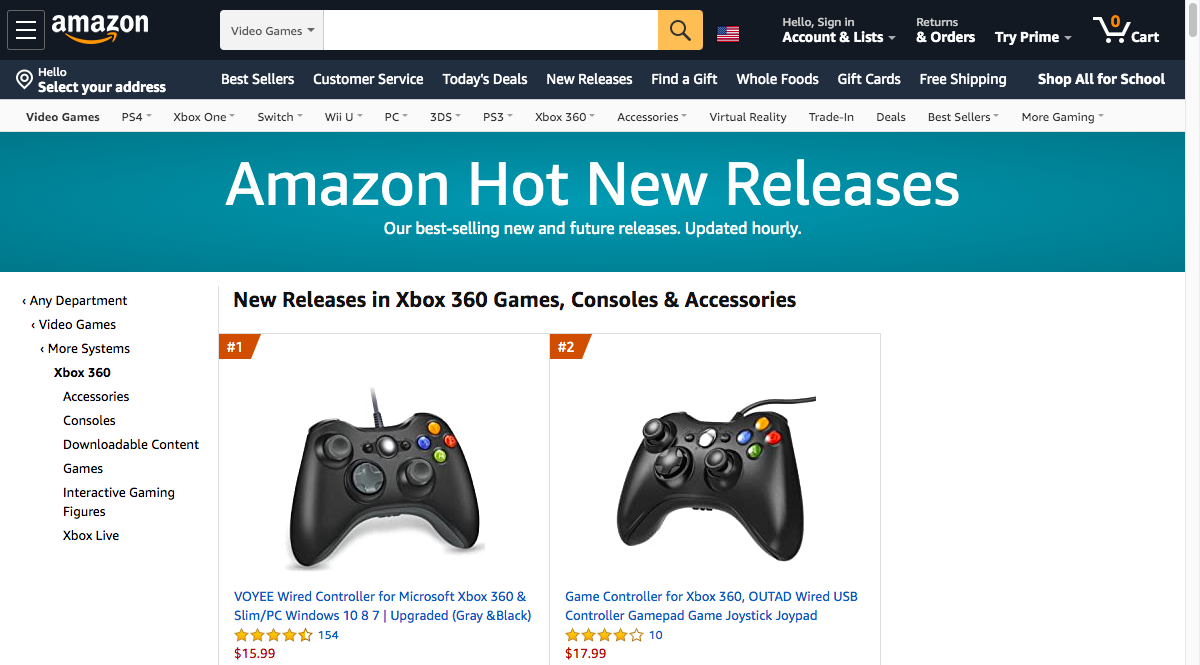 amazon
Video Games
Hello, Sign in
Account & Lists
Returns
& Orders
Try Prime
0
Cart
Hello
Select your address
Best Sellers Customer Service Today's Deals New Releases Find a Gift Whole Foods Gift Cards Free Shipping Shop All for School
Video Games PS4 Xbox One Switch Wii U PC 3DS PS3 Xbox 360 Accessories Virtual Reality Trade-In Deals Best Sellers More Gaming
Amazon Hot New Releases
Our best-selling new and future releases. Updated hourly.
‹ Any Department
‹ Video Games
‹ More Systems
Xbox 360
Accessories
Consoles
Downloadable Content
Games
Interactive Gaming
Figures
Xbox Live
New Releases in Xbox 360 Games, Consoles & Accessories
#1
VOYEE Wired Controller for Microsoft Xbox 360 &
Slim/PC Windows 10 8 7 | Upgraded (Gray &Black)
154
$15.99
#2
Game Controller for Xbox 360, OUTAD Wired USB
Controller Gamepad Game Joystick Joypad
10
$17.99